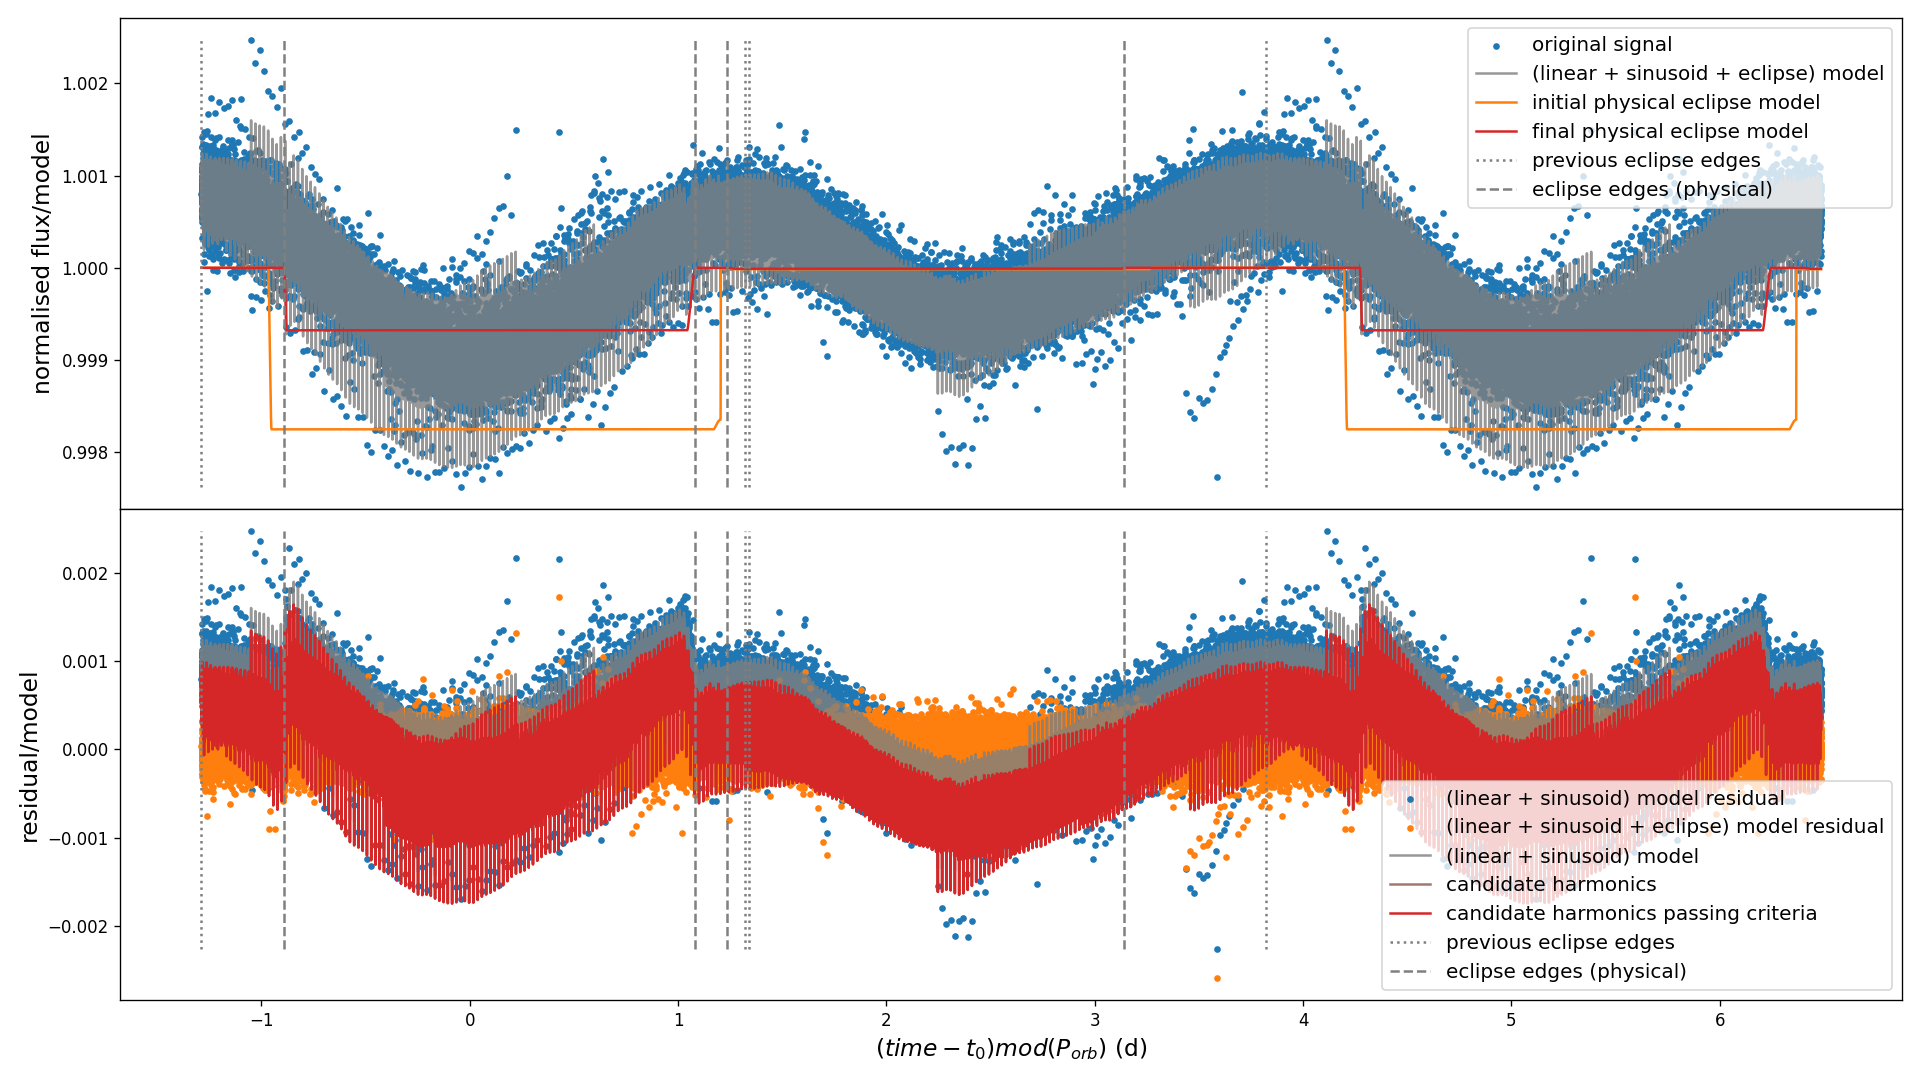 original signal
(linear + sinusoid + eclipse) model
initial physical eclipse model
final physical eclipse model
previous eclipse edges
eclipse edges (physical)
normalised flux/model
1.002
1.001
1.000
0.999
0.998
(linear + sinusoid) model residual
(linear + sinusoid + eclipse) model residual
(linear + sinusoid) model
candidate harmonics
candidate harmonics passing criteria
previous eclipse edges
eclipse edges (physical)
residual/model
0.002
0.001
0.000
−0.001
−0.002
−1 0 1 2 3 4 5 6
(time − t₀)mod(Pₒᵣb) (d)